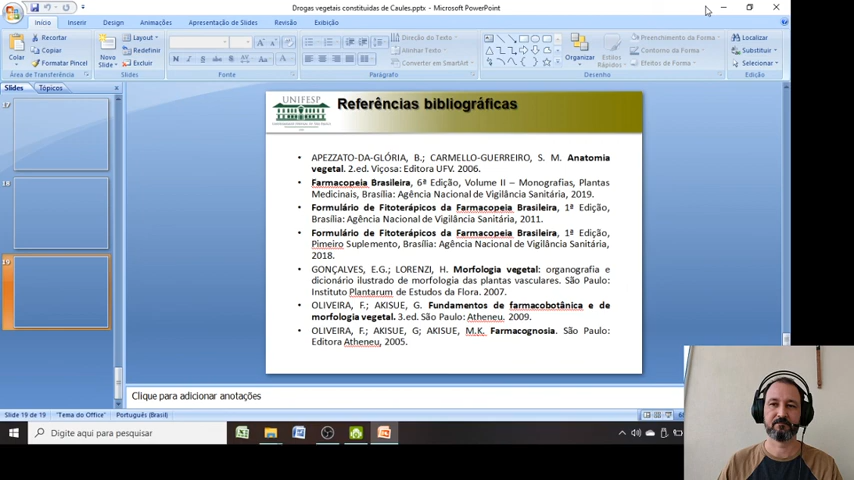 Drogas vegetais constituidas de Caules.pptx - Microsoft PowerPoint
Início Inserir Design Animações Apresentação de Slides Revisão Exibição
Colar
Recortar
Copiar
Formatar Pincel
Área de Transferência
Novo Slide
Layout
Redefinir
Excluir
Slides
Fonte
Direção do Texto
Alinhar Texto
Converter em SmartArt
Parágrafo
Organizar
Estilos Rápidos
Preenchimento da Forma
Contorno da Forma
Efeitos de Forma
Desenho
Localizar
Substituir
Selecionar
Edição
Slides Tópicos
17
18
19
UNIFESP
Referências bibliográficas
• APEZZATO-DA-GLÓRIA, B.; CARMELLO-GUERREIRO, S. M. Anatomia
vegetal. 2.ed. Viçosa: Editora UFV. 2006.
• Farmacopeia Brasileira, 6ª Edição, Volume II – Monografias, Plantas
Medicinais, Brasília: Agência Nacional de Vigilância Sanitária, 2019.
• Formulário de Fitoterápicos da Farmacopeia Brasileira, 1ª Edição,
Brasília: Agência Nacional de Vigilância Sanitária, 2011.
• Formulário de Fitoterápicos da Farmacopeia Brasileira, 1ª Edição,
Pimeiro Suplemento, Brasília: Agência Nacional de Vigilância Sanitária,
2018.
• GONÇALVES, E.G.; LORENZI, H. Morfologia vegetal: organografia e
dicionário ilustrado de morfologia das plantas vasculares. São Paulo:
Instituto Plantarum de Estudos da Flora. 2007.
• OLIVEIRA, F.; AKISUE, G. Fundamentos de farmacobotânica e de
morfologia vegetal. 3.ed. São Paulo: Atheneu. 2009.
• OLIVEIRA, F.; AKISUE, G; AKISUE, M.K. Farmacognosia. São Paulo:
Editora Atheneu, 2005.
Clique para adicionar anotações
Slide 19 de 19 "Tema do Office" Português (Brasil)
Digite aqui para pesquisar